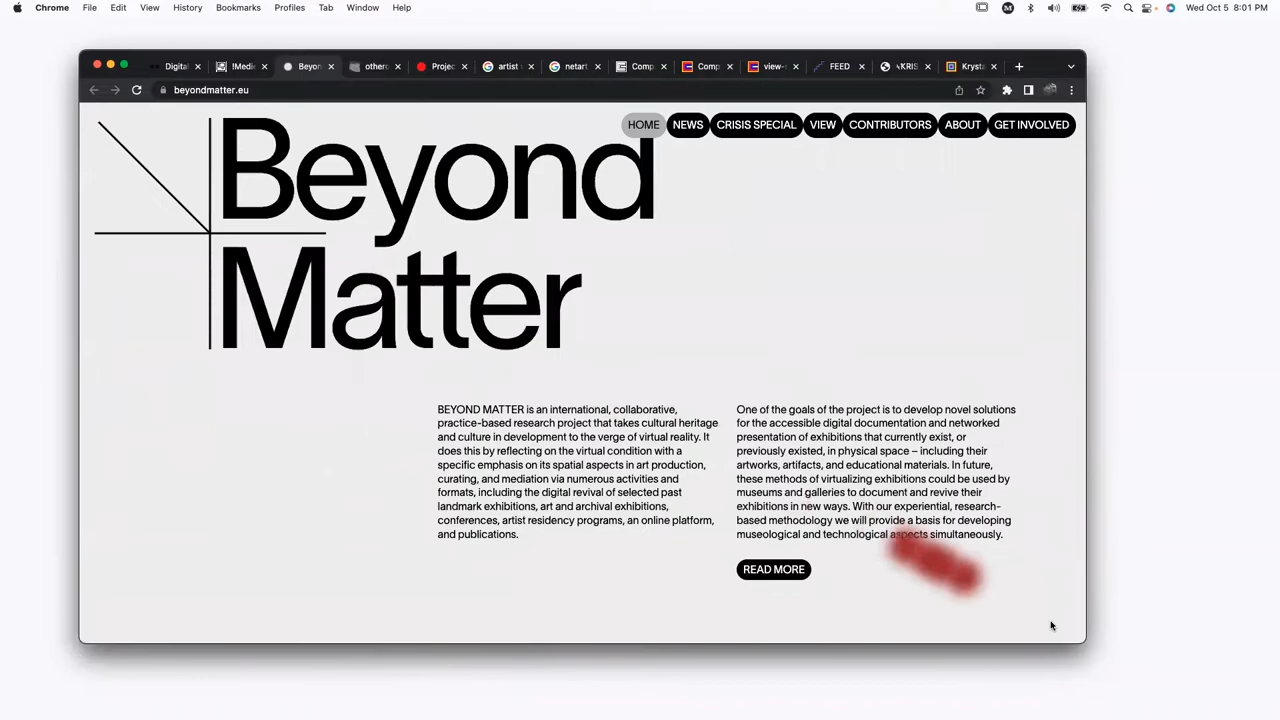 Chrome File Edit View History Bookmarks Profiles Tab Window Help Wed Oct 5 8:01 PM
Digital !Medie Beyon otherc Projec artist netart Comp Comp view- FEED Krysta
beyondmatter.eu
HOME NEWS CRISIS SPECIAL VIEW CONTRIBUTORS ABOUT GET INVOLVED
Beyond
Matter
BEYOND MATTER is an international, collaborative,
practice-based research project that takes cultural heritage
and culture in development to the verge of virtual reality. It
does this by reflecting on the virtual condition with a
specific emphasis on its spatial aspects in art production,
curating, and mediation via numerous activities and
formats, including the digital revival of selected past
landmark exhibitions, art and archival exhibitions,
conferences, artist residency programs, an online platform,
and publications.
One of the goals of the project is to develop novel solutions
for the accessible digital documentation and networked
presentation of exhibitions that currently exist, or
previously existed, in physical space – including their
artworks, artifacts, and educational materials. In future,
these methods of virtualizing exhibitions could be used by
museums and galleries to document and revive their
exhibitions in new ways. With our experiential, research-
based methodology we will provide a basis for developing
museological and technological aspects simultaneously.
READ MORE